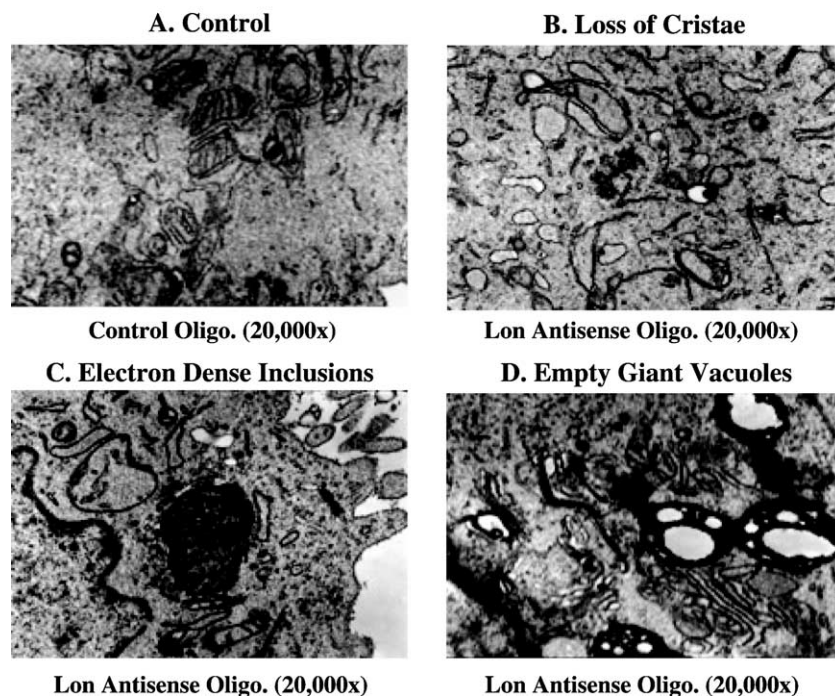 A. Control
B. Loss of Cristae
Control Oligo. (20,000x)
Lon Antisense Oligo. (20,000x)
C. Electron Dense Inclusions
D. Empty Giant Vacuoles
Lon Antisense Oligo. (20,000x)
Lon Antisense Oligo. (20,000x)